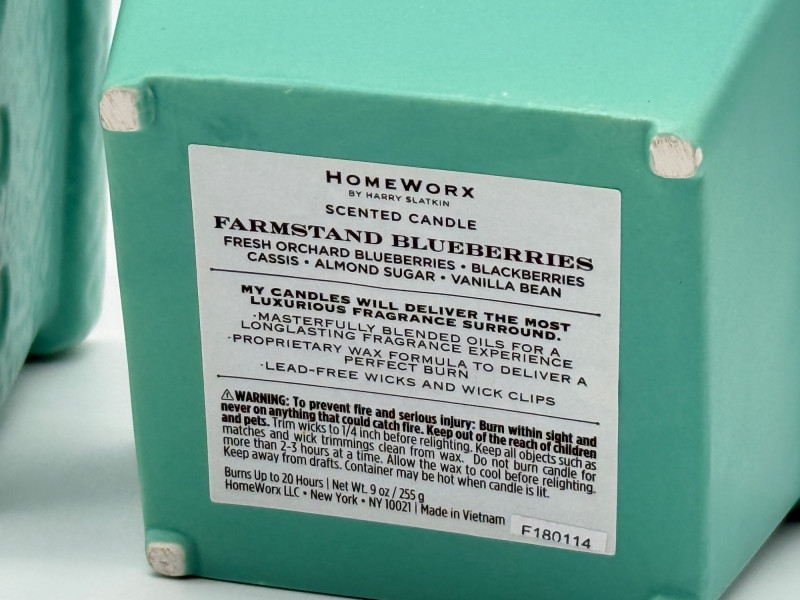 HOMEWORX
BY HARRY SLATKIN
SCENTED CANDLE
FARMSTAND BLUEBERRIES
FRESH ORCHARD BLUEBERRIES • BLACKBERRIES
CASSIS • ALMOND SUGAR • VANILLA BEAN
MY CANDLES WILL DELIVER THE MOST
LUXURIOUS FRAGRANCE SURROUND.
·MASTERFULLY BLENDED OILS FOR A
LONGLASTING FRAGRANCE EXPERIENCE
·PROPRIETARY WAX FORMULA TO DELIVER A
PERFECT BURN
·LEAD-FREE WICKS AND WICK CLIPS
⚠WARNING: To prevent fire and serious injury: Burn within sight and
never on anything that could catch fire. Keep out of the reach of children
and pets. Trim wicks to 1/4 inch before relighting. Keep all objects such as
matches and wick trimmings clean from wax. Do not burn candle for
more than 2-3 hours at a time. Allow the wax to cool before relighting.
Keep away from drafts. Container may be hot when candle is lit.
Burns Up to 20 Hours | Net Wt. 9 oz / 255 g
HomeWorx LLC • New York • NY 10021 | Made in Vietnam
F180114